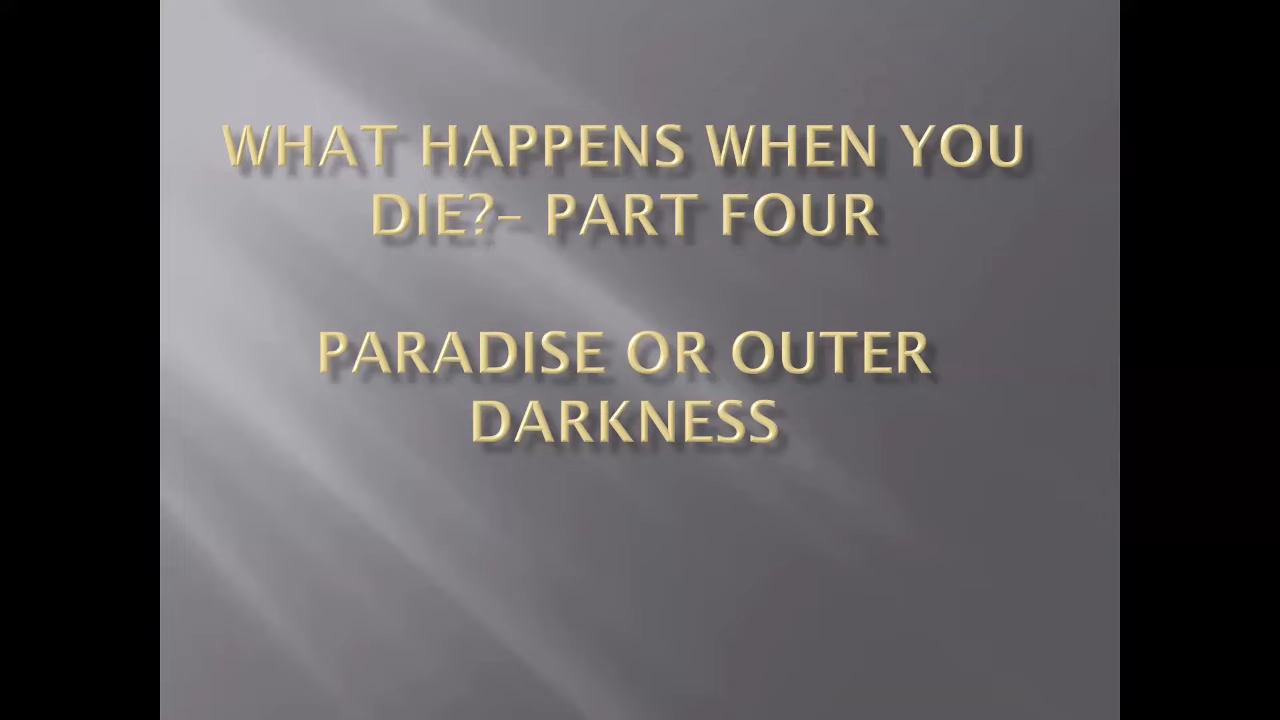 WHAT HAPPENS WHEN YOU
DIE?- PART FOUR
PARADISE OR OUTER
DARKNESS